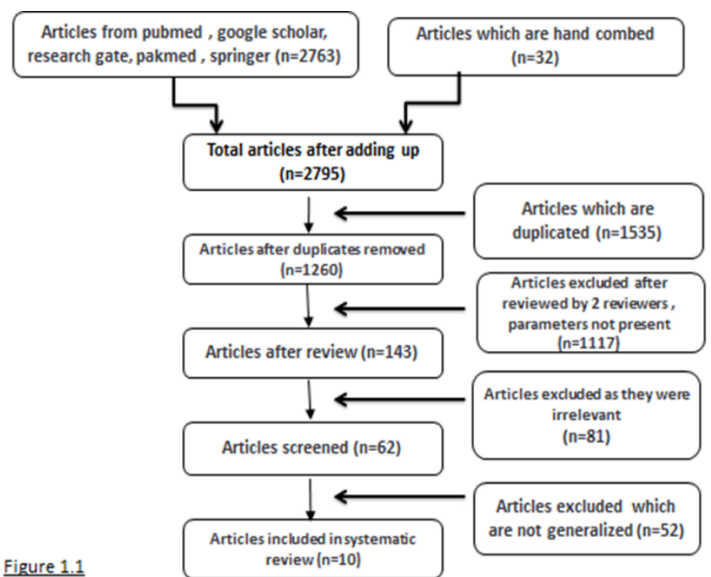 Articles from pubmed , google scholar,
research gate, pakmed , springer (n=2763)
Articles which are hand combed
(n=32)
Total articles after adding up
(n=2795)
Articles which are
duplicated (n=1535)
Articles after duplicates removed
(n=1260)
Articles excluded after
reviewed by 2 reviewers ,
parameters not present
(n=1117)
Articles after review (n=143)
Articles excluded as they were
irrelevant
(n=81)
Articles screened (n=62)
Articles excluded which
are not generalized (n=52)
Articles included in systematic
review (n=10)
Figure 1.1